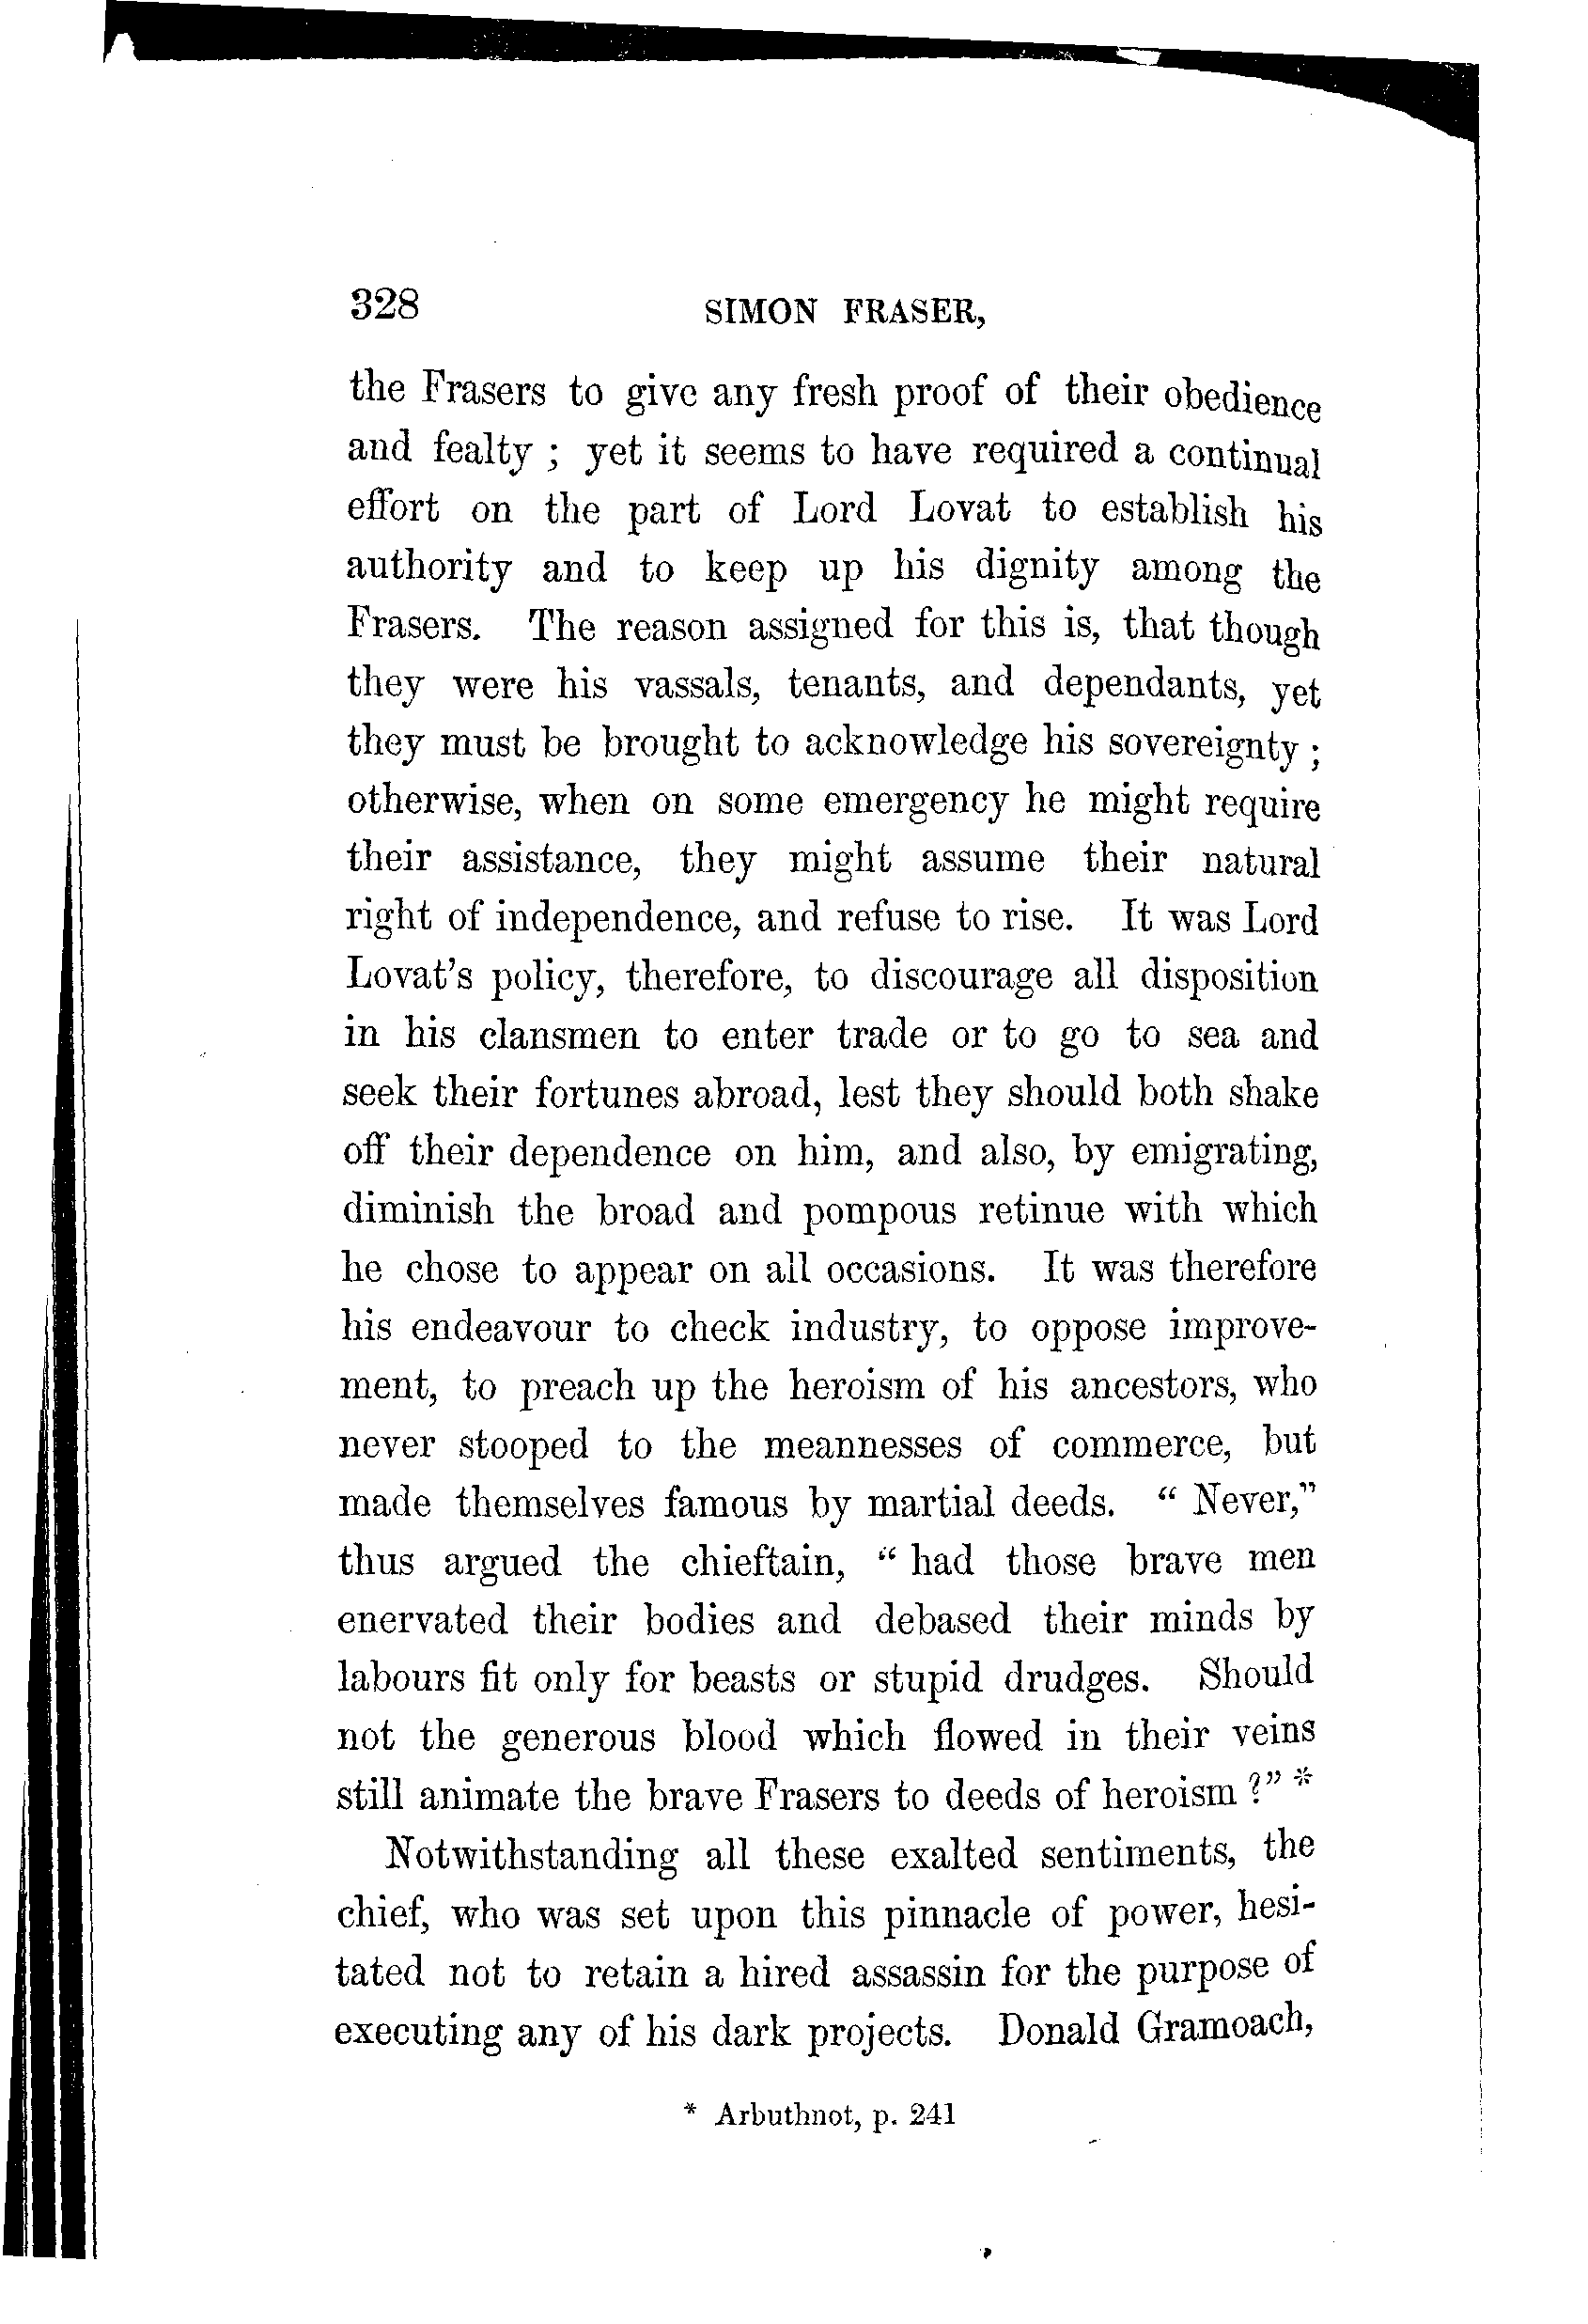 328 SIMON FRASER,
the Frasers to give any fresh proof of their obedience
and fealty ; yet it seems to have required a continual
effort on the part of Lord Lovat to establish his
authority and to keep up his dignity among the
Frasers. The reason assigned for this is, that though
they were his vassals, tenants, and dependants, yet
they must be brought to acknowledge his sovereignty ;
otherwise, when on some emergency he might require
their assistance, they might assume their natural
right of independence, and refuse to rise. It was Lord
Lovat's policy, therefore, to discourage all disposition
in his clansmen to enter trade or to go to sea and
seek their fortunes abroad, lest they should both shake
off their dependence on him, and also, by emigrating,
diminish the broad and pompous retinue with which
he chose to appear on all occasions. It was therefore
his endeavour to check industry, to oppose improve-
ment, to preach up the heroism of his ancestors, who
never stooped to the meannesses of commerce, but
made themselves famous by martial deeds. “ Never,”
thus argued the chieftain, “ had those brave men
enervated their bodies and debased their minds by
labours fit only for beasts or stupid drudges. Should
not the generous blood which flowed in their veins
still animate the brave Frasers to deeds of heroism ?” *
Notwithstanding all these exalted sentiments, the
chief, who was set upon this pinnacle of power, hesi-
tated not to retain a hired assassin for the purpose of
executing any of his dark projects. Donald Gramoach,
* Arbuthnot, p. 241